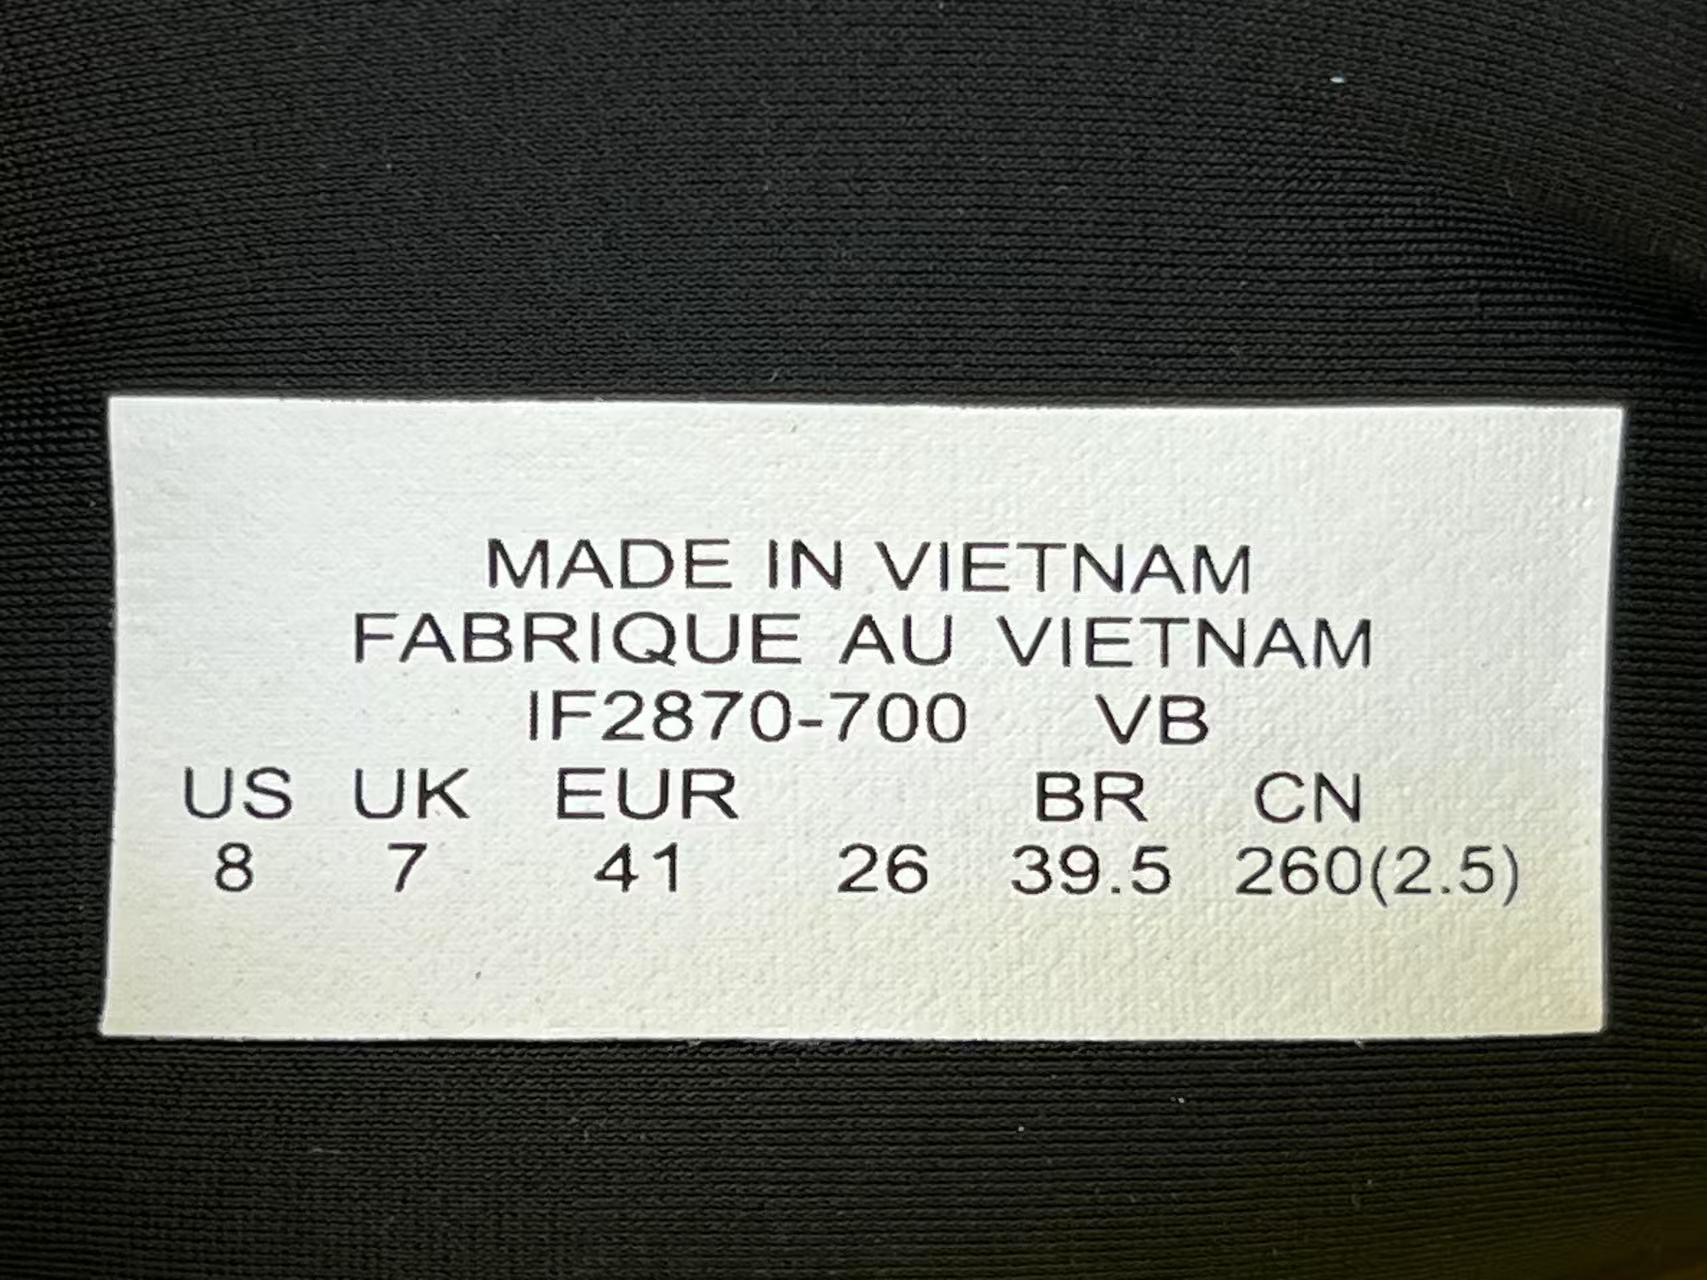 MADE IN VIETNAM
FABRIQUE AU VIETNAM
IF2870-700 VB
US UK EUR BR CN
8 7 41 26 39.5 260(2.5)